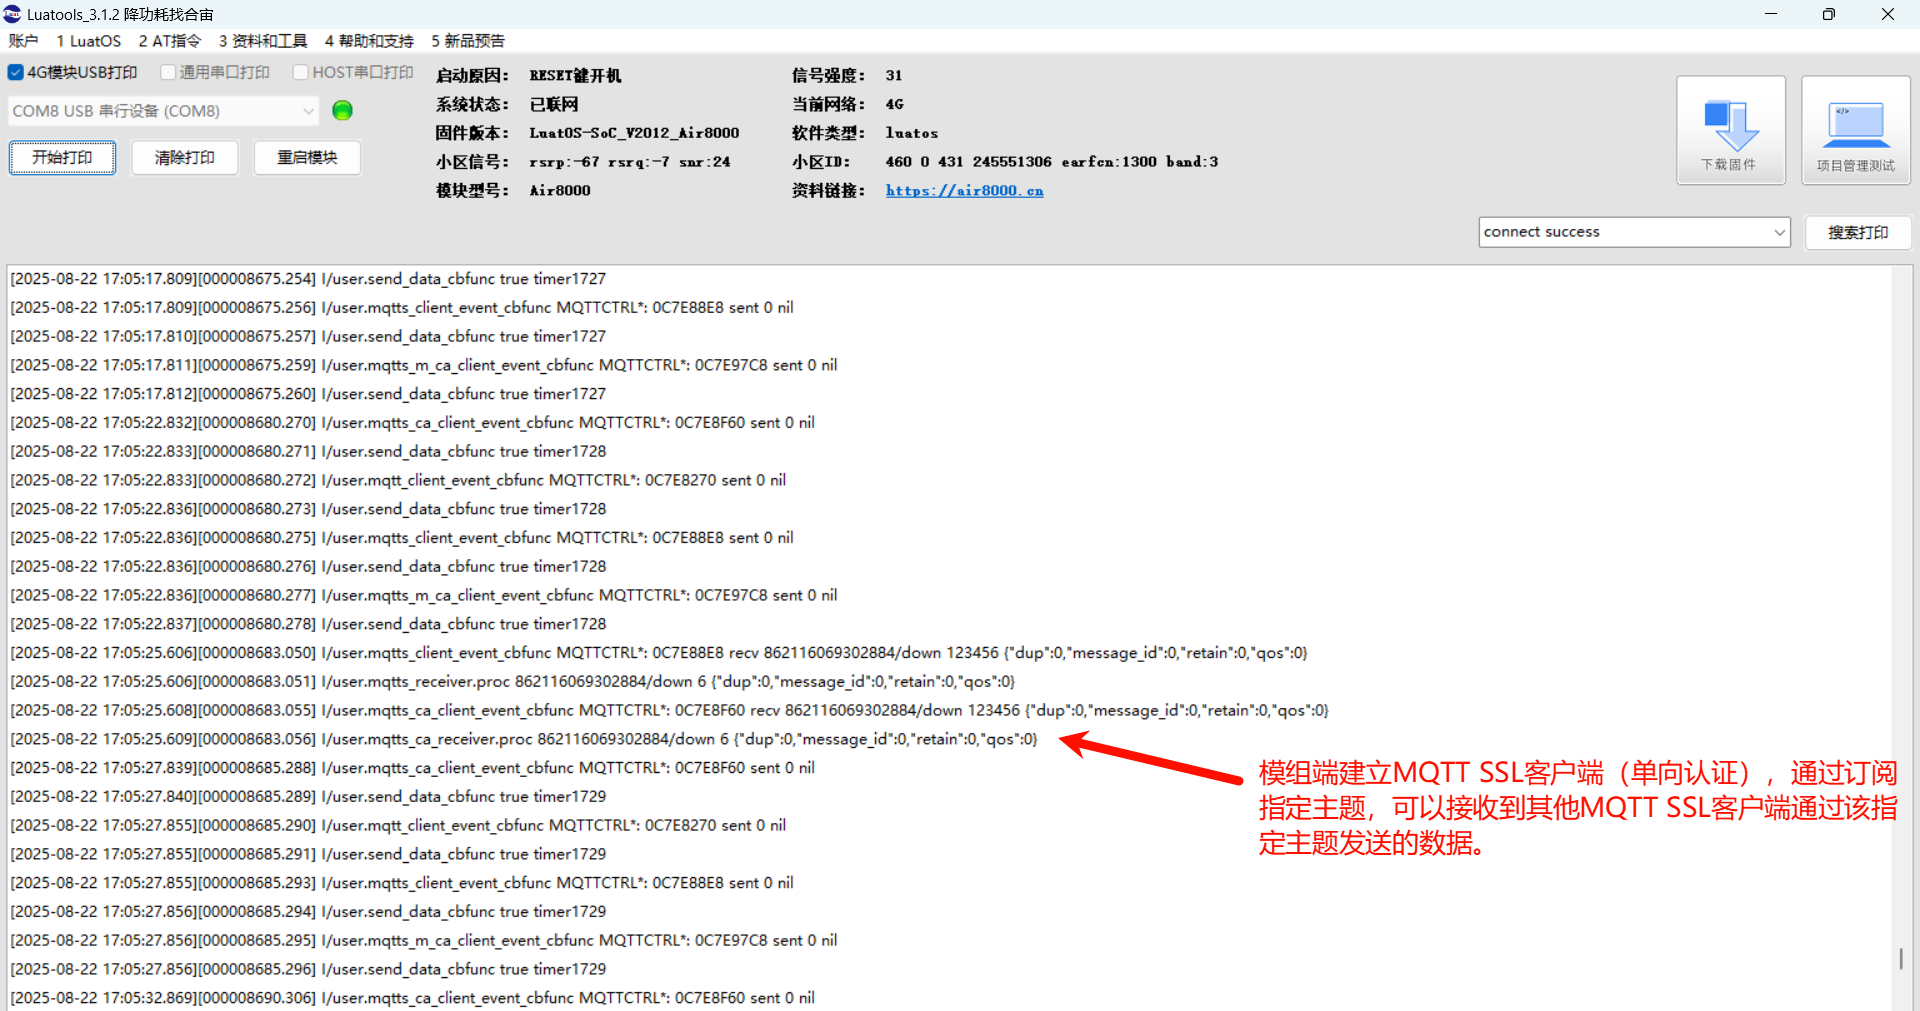 Luatools_3.1.2 降功耗找合宙
账户 1 LuatOS 2 AT指令 3 资料和工具 4 帮助和支持 5 新品预告
4G模块USB打印 通用串口打印 HOST串口打印
COM8 USB 串行设备 (COM8)
开始打印 清除打印 重启模块
启动原因： RESET键开机 信号强度： 31
系统状态： 已联网 当前网络： 4G
固件版本： LuatOS-SoC_V2012_Air8000 软件类型： luatos
小区信号： rsrp:-67 rsrq:-7 snr:24 小区ID： 460 0 431 245551306 earfcn:1300 band:3
模块型号： Air8000 资料链接： https://air8000.cn
下载固件 项目管理测试
connect success 搜索打印
[2025-08-22 17:05:17.809][000008675.254] I/user.send_data_cbfunc true timer1727
[2025-08-22 17:05:17.809][000008675.256] I/user.mqtts_client_event_cbfunc MQTTCTRL*: 0C7E88E8 sent 0 nil
[2025-08-22 17:05:17.810][000008675.257] I/user.send_data_cbfunc true timer1727
[2025-08-22 17:05:17.811][000008675.259] I/user.mqtts_m_ca_client_event_cbfunc MQTTCTRL*: 0C7E97C8 sent 0 nil
[2025-08-22 17:05:17.812][000008675.260] I/user.send_data_cbfunc true timer1727
[2025-08-22 17:05:22.832][000008680.270] I/user.mqtts_ca_client_event_cbfunc MQTTCTRL*: 0C7E8F60 sent 0 nil
[2025-08-22 17:05:22.833][000008680.271] I/user.send_data_cbfunc true timer1728
[2025-08-22 17:05:22.833][000008680.272] I/user.mqtt_client_event_cbfunc MQTTCTRL*: 0C7E8270 sent 0 nil
[2025-08-22 17:05:22.836][000008680.273] I/user.send_data_cbfunc true timer1728
[2025-08-22 17:05:22.836][000008680.275] I/user.mqtts_client_event_cbfunc MQTTCTRL*: 0C7E88E8 sent 0 nil
[2025-08-22 17:05:22.836][000008680.276] I/user.send_data_cbfunc true timer1728
[2025-08-22 17:05:22.836][000008680.277] I/user.mqtts_m_ca_client_event_cbfunc MQTTCTRL*: 0C7E97C8 sent 0 nil
[2025-08-22 17:05:22.837][000008680.278] I/user.send_data_cbfunc true timer1728
[2025-08-22 17:05:25.606][000008683.050] I/user.mqtts_client_event_cbfunc MQTTCTRL*: 0C7E88E8 recv 862116069302884/down 123456 {"dup":0,"message_id":0,"retain":0,"qos":0}
[2025-08-22 17:05:25.606][000008683.051] I/user.mqtts_receiver.proc 862116069302884/down 6 {"dup":0,"message_id":0,"retain":0,"qos":0}
[2025-08-22 17:05:25.608][000008683.055] I/user.mqtts_ca_client_event_cbfunc MQTTCTRL*: 0C7E8F60 recv 862116069302884/down 123456 {"dup":0,"message_id":0,"retain":0,"qos":0}
[2025-08-22 17:05:25.609][000008683.056] I/user.mqtts_ca_receiver.proc 862116069302884/down 6 {"dup":0,"message_id":0,"retain":0,"qos":0}
[2025-08-22 17:05:27.839][000008685.288] I/user.mqtts_ca_client_event_cbfunc MQTTCTRL*: 0C7E8F60 sent 0 nil
[2025-08-22 17:05:27.840][000008685.289] I/user.send_data_cbfunc true timer1729
[2025-08-22 17:05:27.855][000008685.290] I/user.mqtt_client_event_cbfunc MQTTCTRL*: 0C7E8270 sent 0 nil
[2025-08-22 17:05:27.855][000008685.291] I/user.send_data_cbfunc true timer1729
[2025-08-22 17:05:27.855][000008685.293] I/user.mqtts_client_event_cbfunc MQTTCTRL*: 0C7E88E8 sent 0 nil
[2025-08-22 17:05:27.856][000008685.294] I/user.send_data_cbfunc true timer1729
[2025-08-22 17:05:27.856][000008685.295] I/user.mqtts_m_ca_client_event_cbfunc MQTTCTRL*: 0C7E97C8 sent 0 nil
[2025-08-22 17:05:27.856][000008685.296] I/user.send_data_cbfunc true timer1729
[2025-08-22 17:05:32.869][000008690.306] I/user.mqtts_ca_client_event_cbfunc MQTTCTRL*: 0C7E8F60 sent 0 nil
模组端建立MQTT SSL客户端（单向认证），通过订阅
指定主题，可以接收到其他MQTT SSL客户端通过该指
定主题发送的数据。